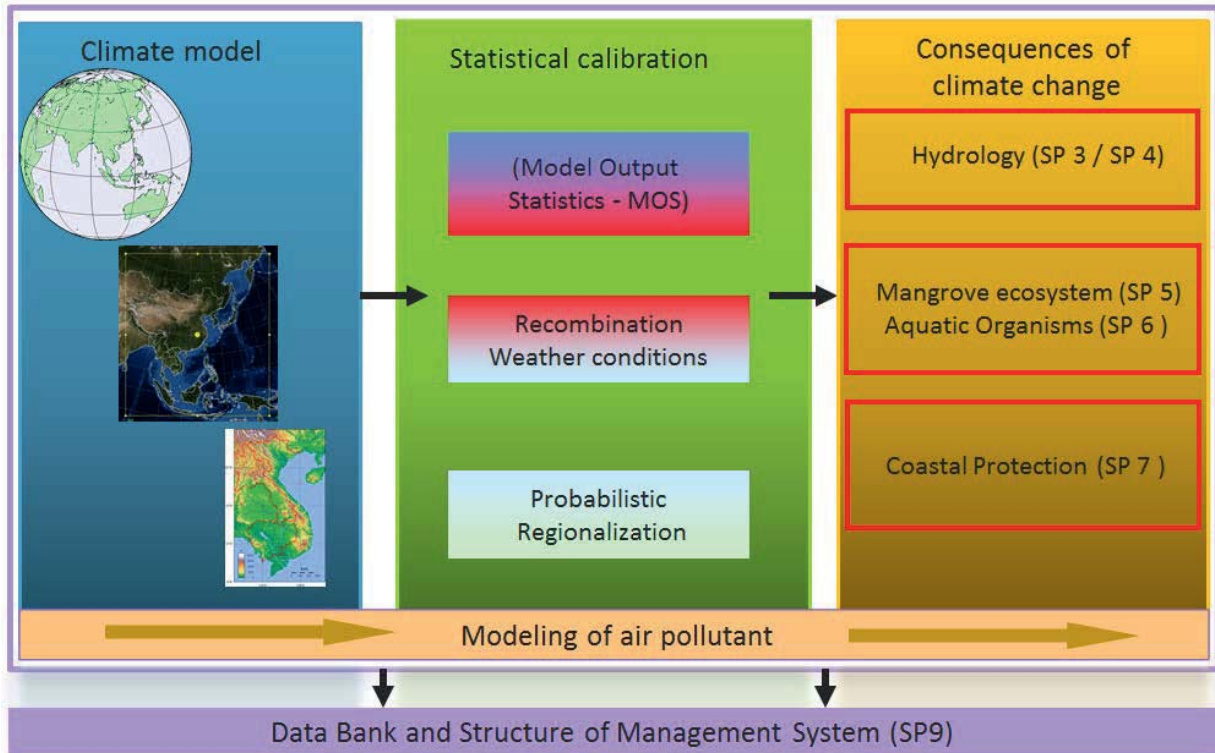 Climate model
Statistical calibration
(Model Output
Statistics - MOS)
Recombination
Weather conditions
Probabilistic
Regionalization
Consequences of
climate change
Hydrology (SP 3 / SP 4)
Mangrove ecosystem (SP 5)
Aquatic Organisms (SP 6 )
Coastal Protection (SP 7 )
Modeling of air pollutant
Data Bank and Structure of Management System (SP9)